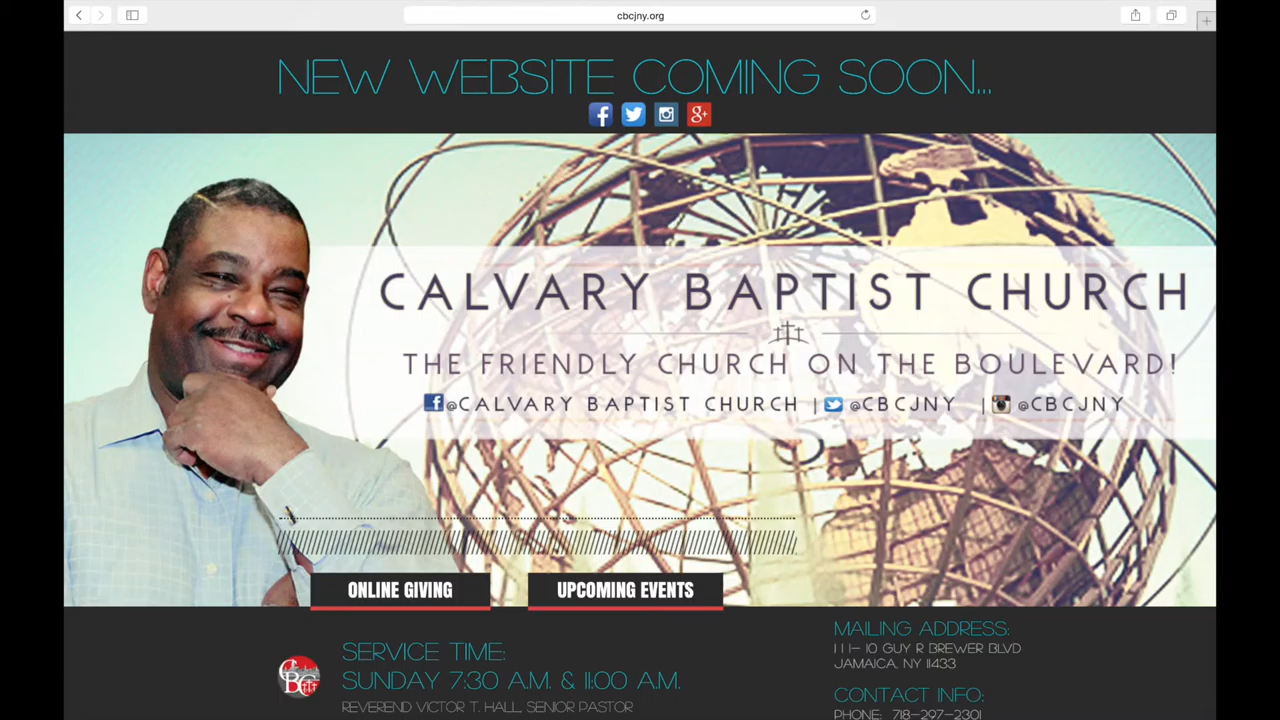 cbcjny.org
NEW WEBSITE COMING SOON...
CALVARY BAPTIST CHURCH
THE FRIENDLY CHURCH ON THE BOULEVARD!
@CALVARY BAPTIST CHURCH | @CBCJNY | @CBCJNY
ONLINE GIVING
UPCOMING EVENTS
SERVICE TIME:
SUNDAY 7:30 A.M. & 11:00 A.M.
REVEREND VICTOR T. HALL, SENIOR PASTOR
CBC
MAILING ADDRESS:
111-10 GUY R BREWER BLVD
JAMAICA, NY 11433
CONTACT INFO:
PHONE: 718-297-2301